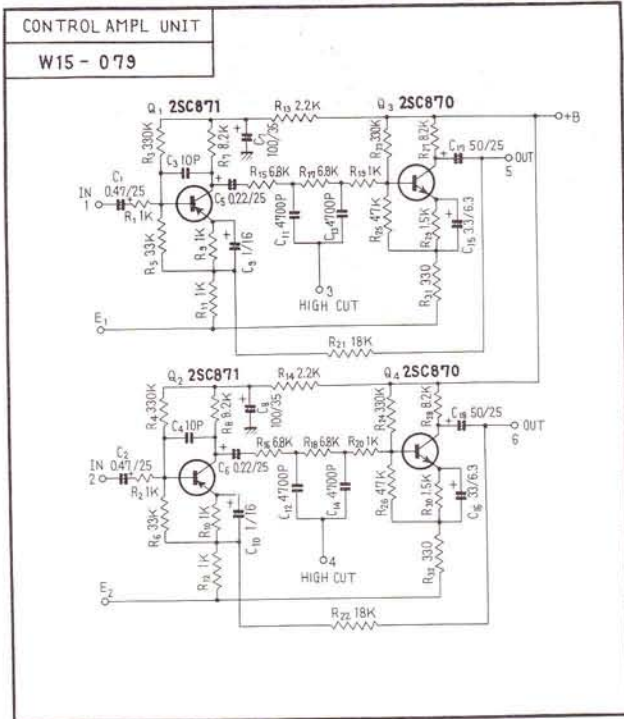 CONTROL AMPL UNIT
W15 - 079
Q1 2SC871
R13 2.2K
Q3 2SC870
+B
R3 330K
R7 8.2K
C7 100/35
R23 330K
R27 8.2K
C17 50/25
OUT
5
C3 10P
C1
0.47/25
IN
1
R1 1K
C5 0.22/25
R15 6.8K
R17 6.8K
R19 1K
R5 33K
R9 1K
C9 1/16
C11 4700P
C13 4700P
R25 47K
R29 1.5K
C15 33/6.3
R11 1K
R31 330
3
HIGH CUT
E1
R21 18K
Q2 2SC871
R14 2.2K
Q4 2SC870
R4 330K
R8 8.2K
C8 100/35
R24 330K
R28 8.2K
C18 50/25
OUT
6
C4 10P
C2
0.47/25
IN
2
R2 1K
C6 0.22/25
R16 6.8K
R18 6.8K
R20 1K
R6 33K
R10 1K
C10 1/16
C12 4700P
C14 4700P
R26 47K
R30 1.5K
C16 33/6.3
R12 1K
R32 330
4
HIGH CUT
E2
R22 18K